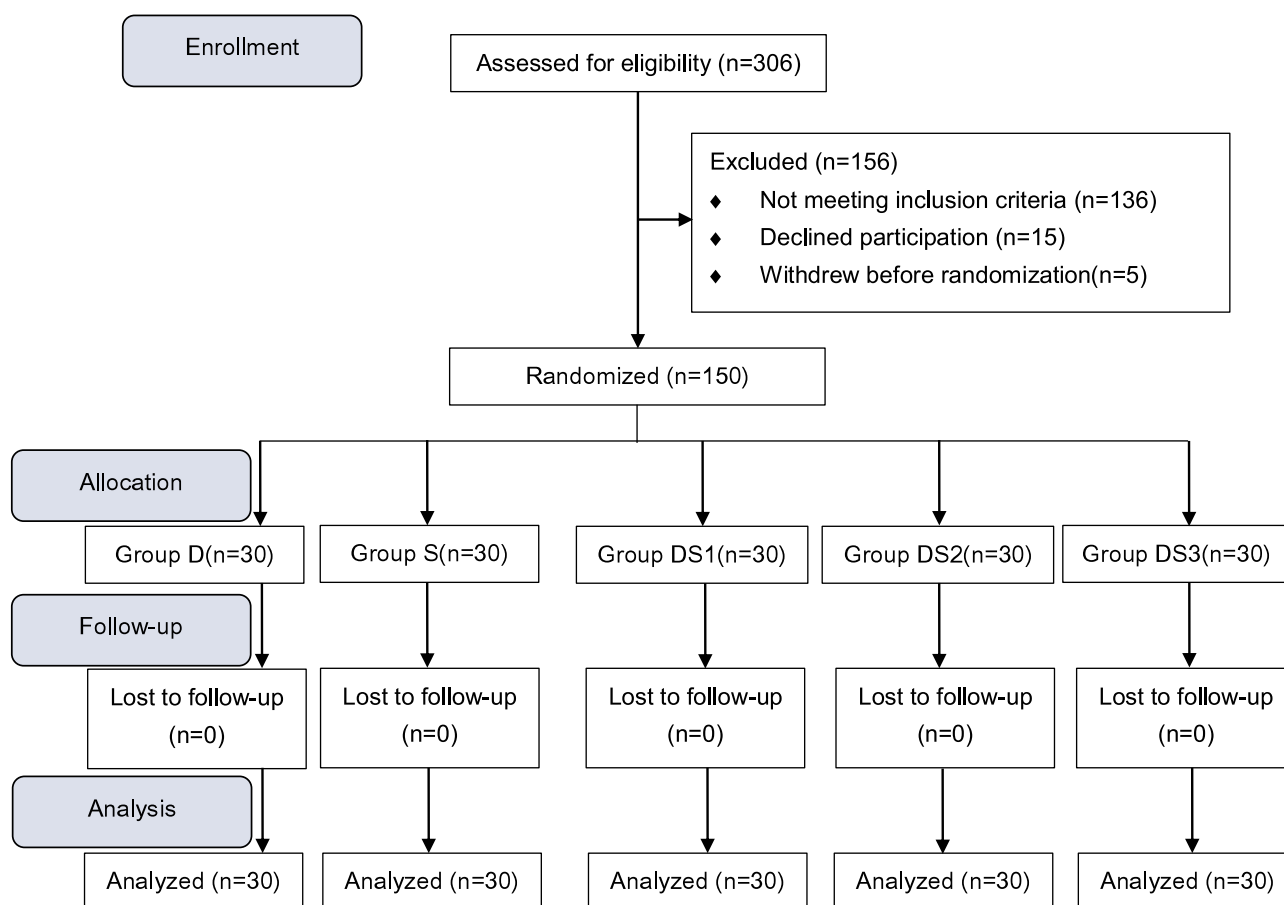 Enrollment
Assessed for eligibility (n=306)
Excluded (n=156)
♦ Not meeting inclusion criteria (n=136)
♦ Declined participation (n=15)
♦ Withdrew before randomization(n=5)
Randomized (n=150)
Allocation
Group D(n=30)
Group S(n=30)
Group DS1(n=30)
Group DS2(n=30)
Group DS3(n=30)
Follow-up
Lost to follow-up
(n=0)
Lost to follow-up
(n=0)
Lost to follow-up
(n=0)
Lost to follow-up
(n=0)
Lost to follow-up
(n=0)
Analysis
Analyzed (n=30)
Analyzed (n=30)
Analyzed (n=30)
Analyzed (n=30)
Analyzed (n=30)